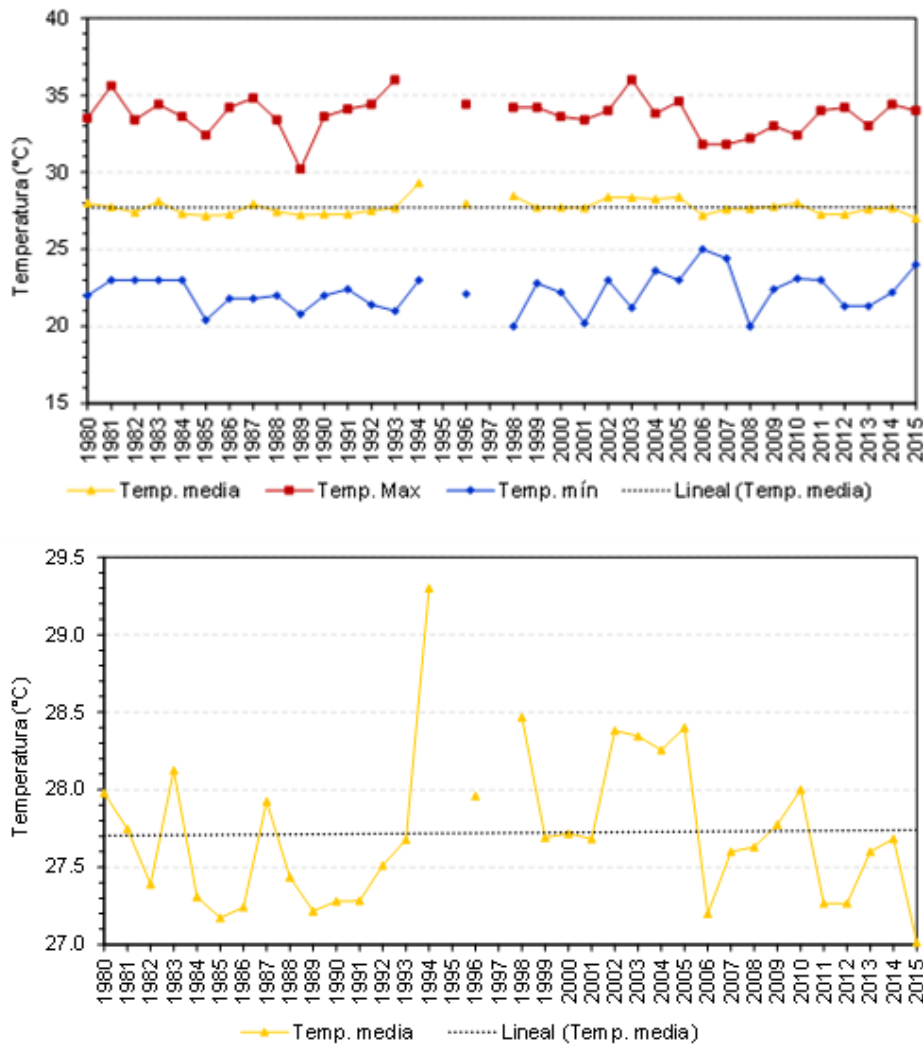 40
35
30
25
20
15
Temperatura (°C)
1980 1981 1982 1983 1984 1985 1986 1987 1988 1989 1990 1991 1992 1993 1994 1995 1996 1997 1998 1999 2000 2001 2002 2003 2004 2005 2006 2007 2008 2009 2010 2011 2012 2013 2014 2015
Temp. media Temp. Max Temp. mín Lineal (Temp. media)
29.5
29.0
28.5
28.0
27.5
27.0
Temperatura (°C)
1980 1981 1982 1983 1984 1985 1986 1987 1988 1989 1990 1991 1992 1993 1994 1995 1996 1997 1998 1999 2000 2001 2002 2003 2004 2005 2006 2007 2008 2009 2010 2011 2012 2013 2014 2015
Temp. media Lineal (Temp. media)